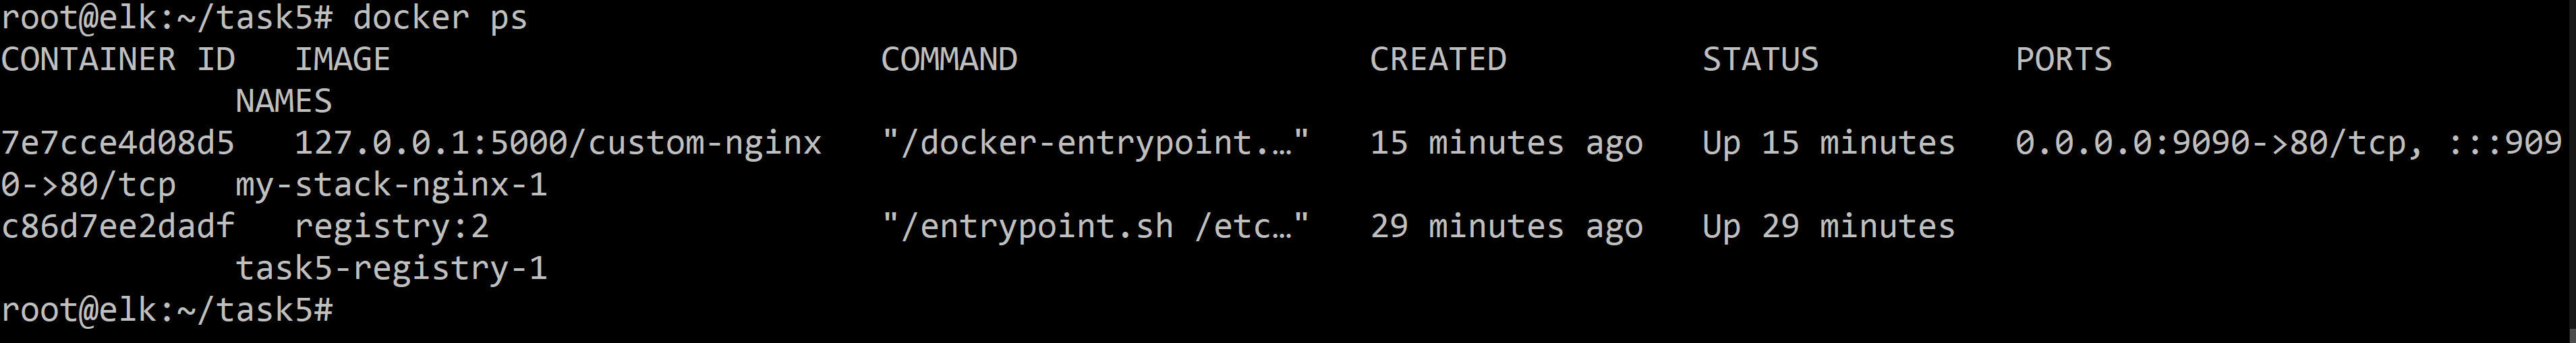 root@elk:~/task5# docker ps
CONTAINER ID   IMAGE                         COMMAND                  CREATED          STATUS          PORTS
            NAMES
7e7cce4d08d5   127.0.0.1:5000/custom-nginx   "/docker-entrypoint.…"   15 minutes ago   Up 15 minutes   0.0.0.0:9090->80/tcp, :::909
0->80/tcp   my-stack-nginx-1
c86d7ee2dadf   registry:2                    "/entrypoint.sh /etc…"   29 minutes ago   Up 29 minutes
            task5-registry-1
root@elk:~/task5#